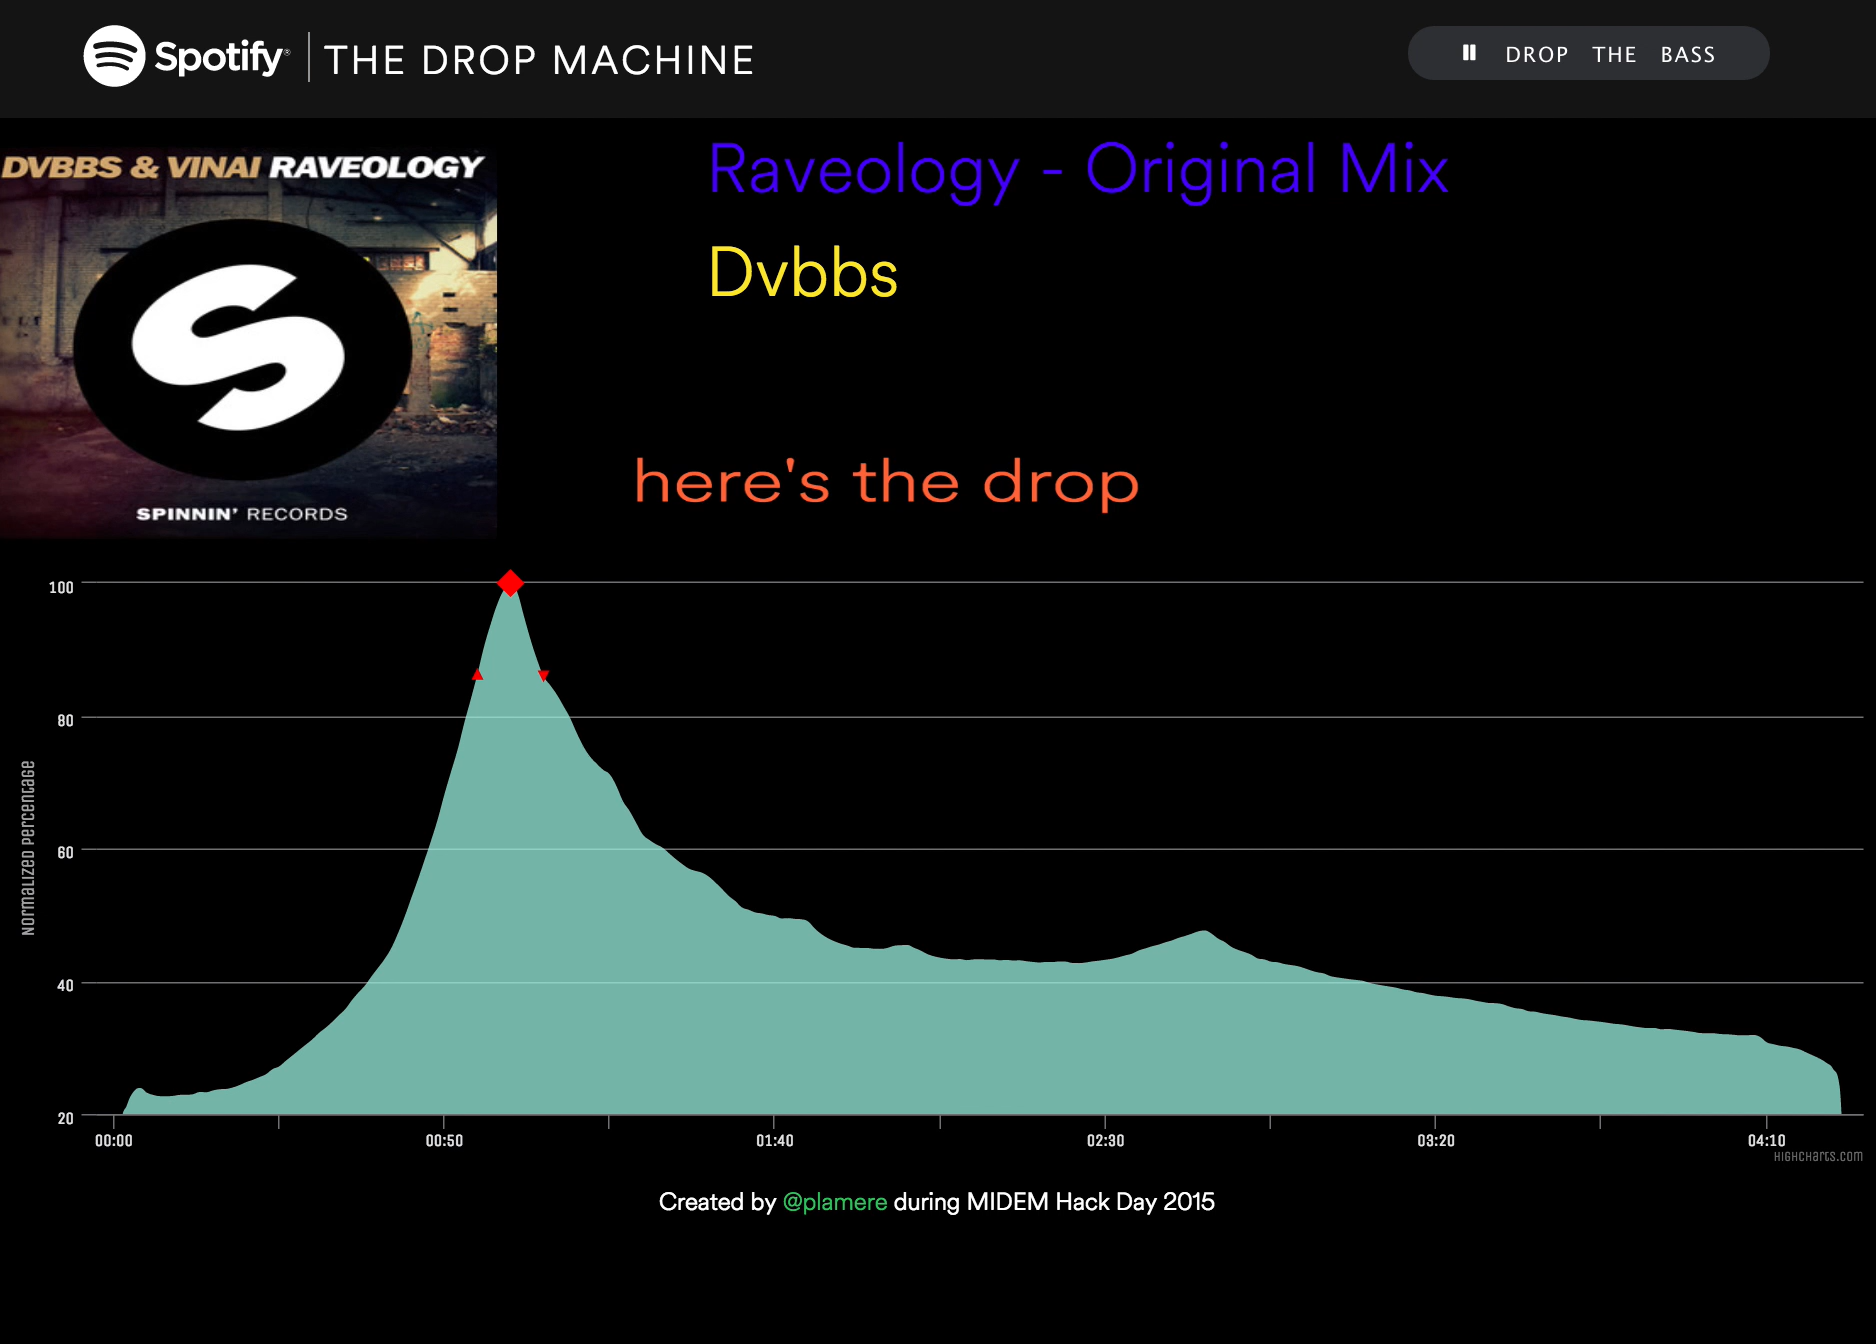 Spotify® THE DROP MACHINE
DROP THE BASS
DVBBS & VINAI RAVEOLOGY
SPINNIN' RECORDS
Raveology - Original Mix
Dvbbs
here's the drop
100
80
60
40
20
Normalized Percentage
00:00 00:50 01:40 02:30 03:20 04:10
Highcharts.com
Created by @plamere during MIDEM Hack Day 2015